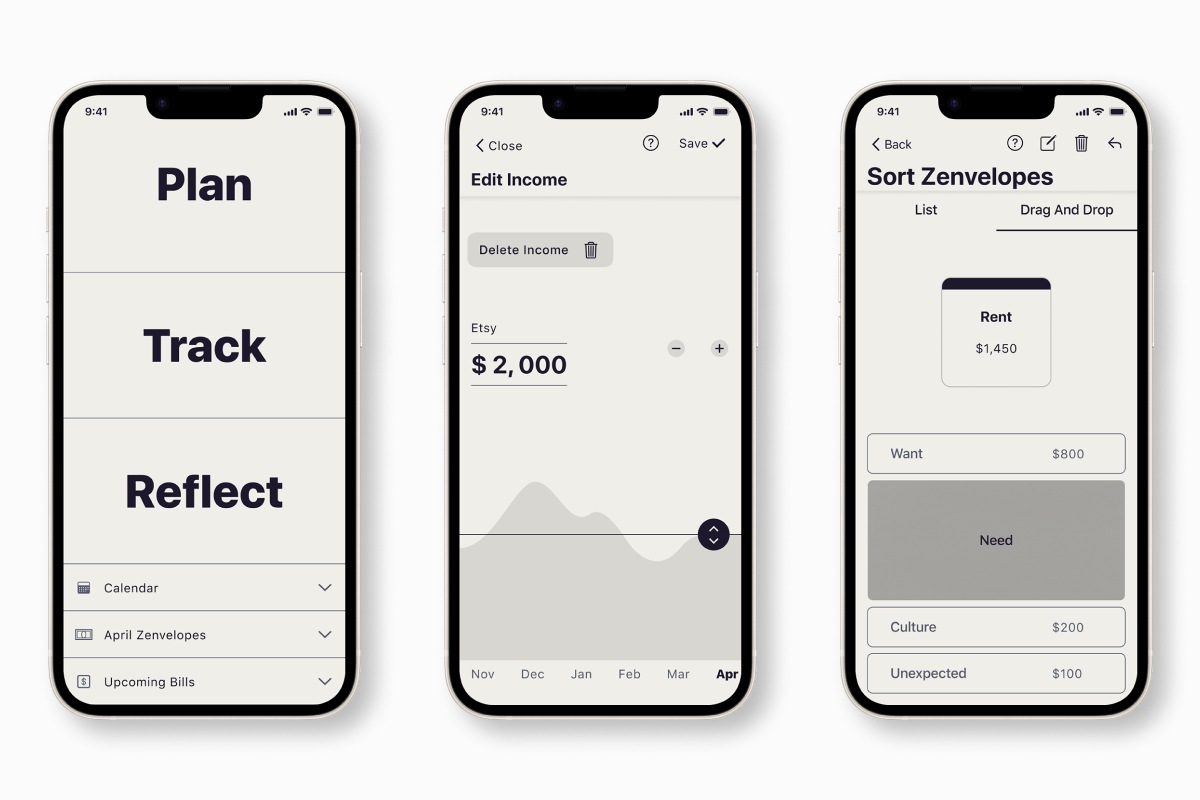 9:41
Plan
Track
Reflect
Calendar
April Zenvelopes
Upcoming Bills
9:41
Close
Save
Edit Income
Delete Income
Etsy
$ 2, 000
Nov Dec Jan Feb Mar Apr
9:41
Back
Sort Zenvelopes
List Drag And Drop
Rent
$1,450
Want $800
Need
Culture $200
Unexpected $100